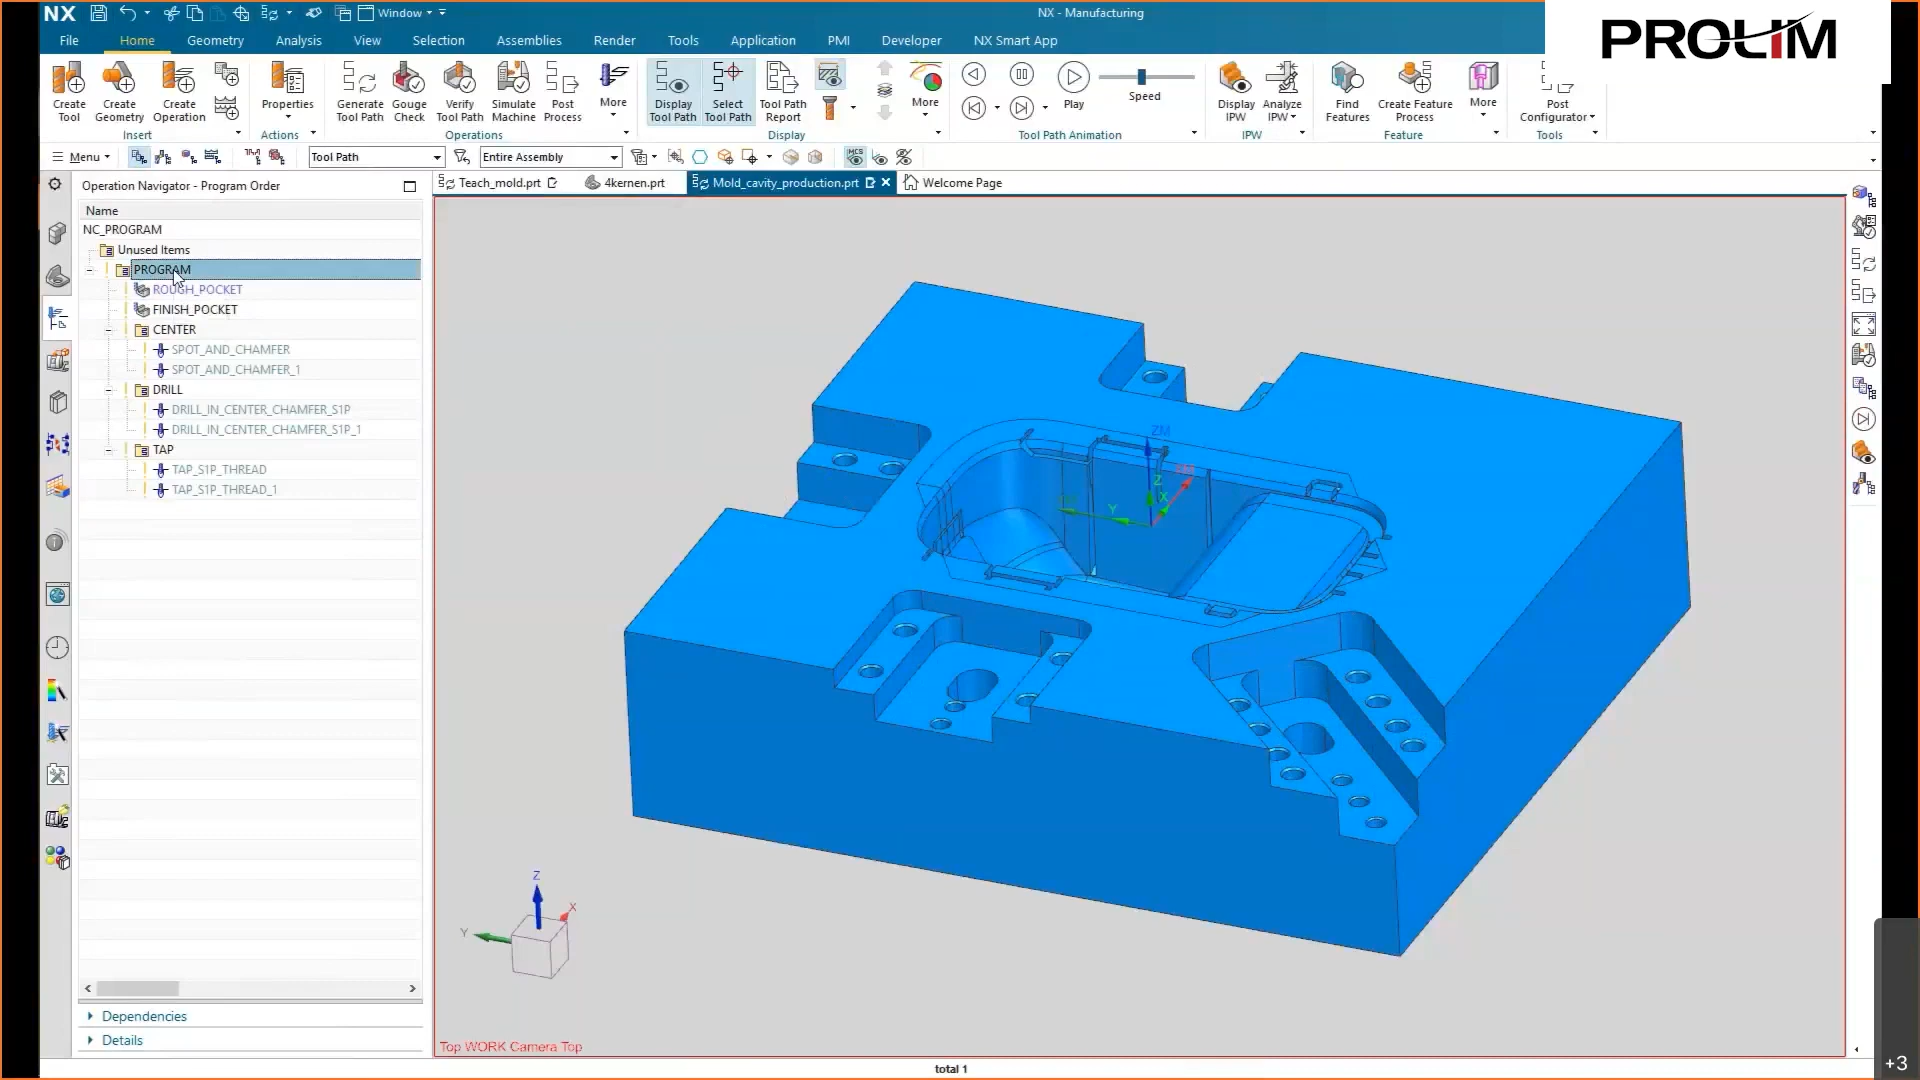 NX
Window
NX - Manufacturing
PROLIM
File
Home
Geometry
Analysis
View
Selection
Assemblies
Render
Tools
Application
PMI
Developer
NX Smart App
Create Tool
Create Geometry
Create Operation
Properties
Generate Tool Path
Gouge Check
Verify Tool Path
Simulate Machine
Post Process
More
Display Tool Path
Select Tool Path
Tool Path Report
More
Play
Speed
Display IPW
Analyze IPW
Find Features
Create Feature Process
More
Post Configurator
Insert
Actions
Operations
Display
Tool Path Animation
IPW
Feature
Tools
Menu
Tool Path
Entire Assembly
MCS
Operation Navigator - Program Order
Teach_mold.prt
4kernen.prt
Mold_cavity_production.prt
Welcome Page
Name
NC_PROGRAM
Unused Items
PROGRAM
ROUGH_POCKET
FINISH_POCKET
CENTER
SPOT_AND_CHAMFER
SPOT_AND_CHAMFER_1
DRILL
DRILL_IN_CENTER_CHAMFER_S1P
DRILL_IN_CENTER_CHAMFER_S1P_1
TAP
TAP_S1P_THREAD
TAP_S1P_THREAD_1
ZM
Z
X
Y
Z
X
Y
Dependencies
Details
Top WORK Camera Top
total 1
+3